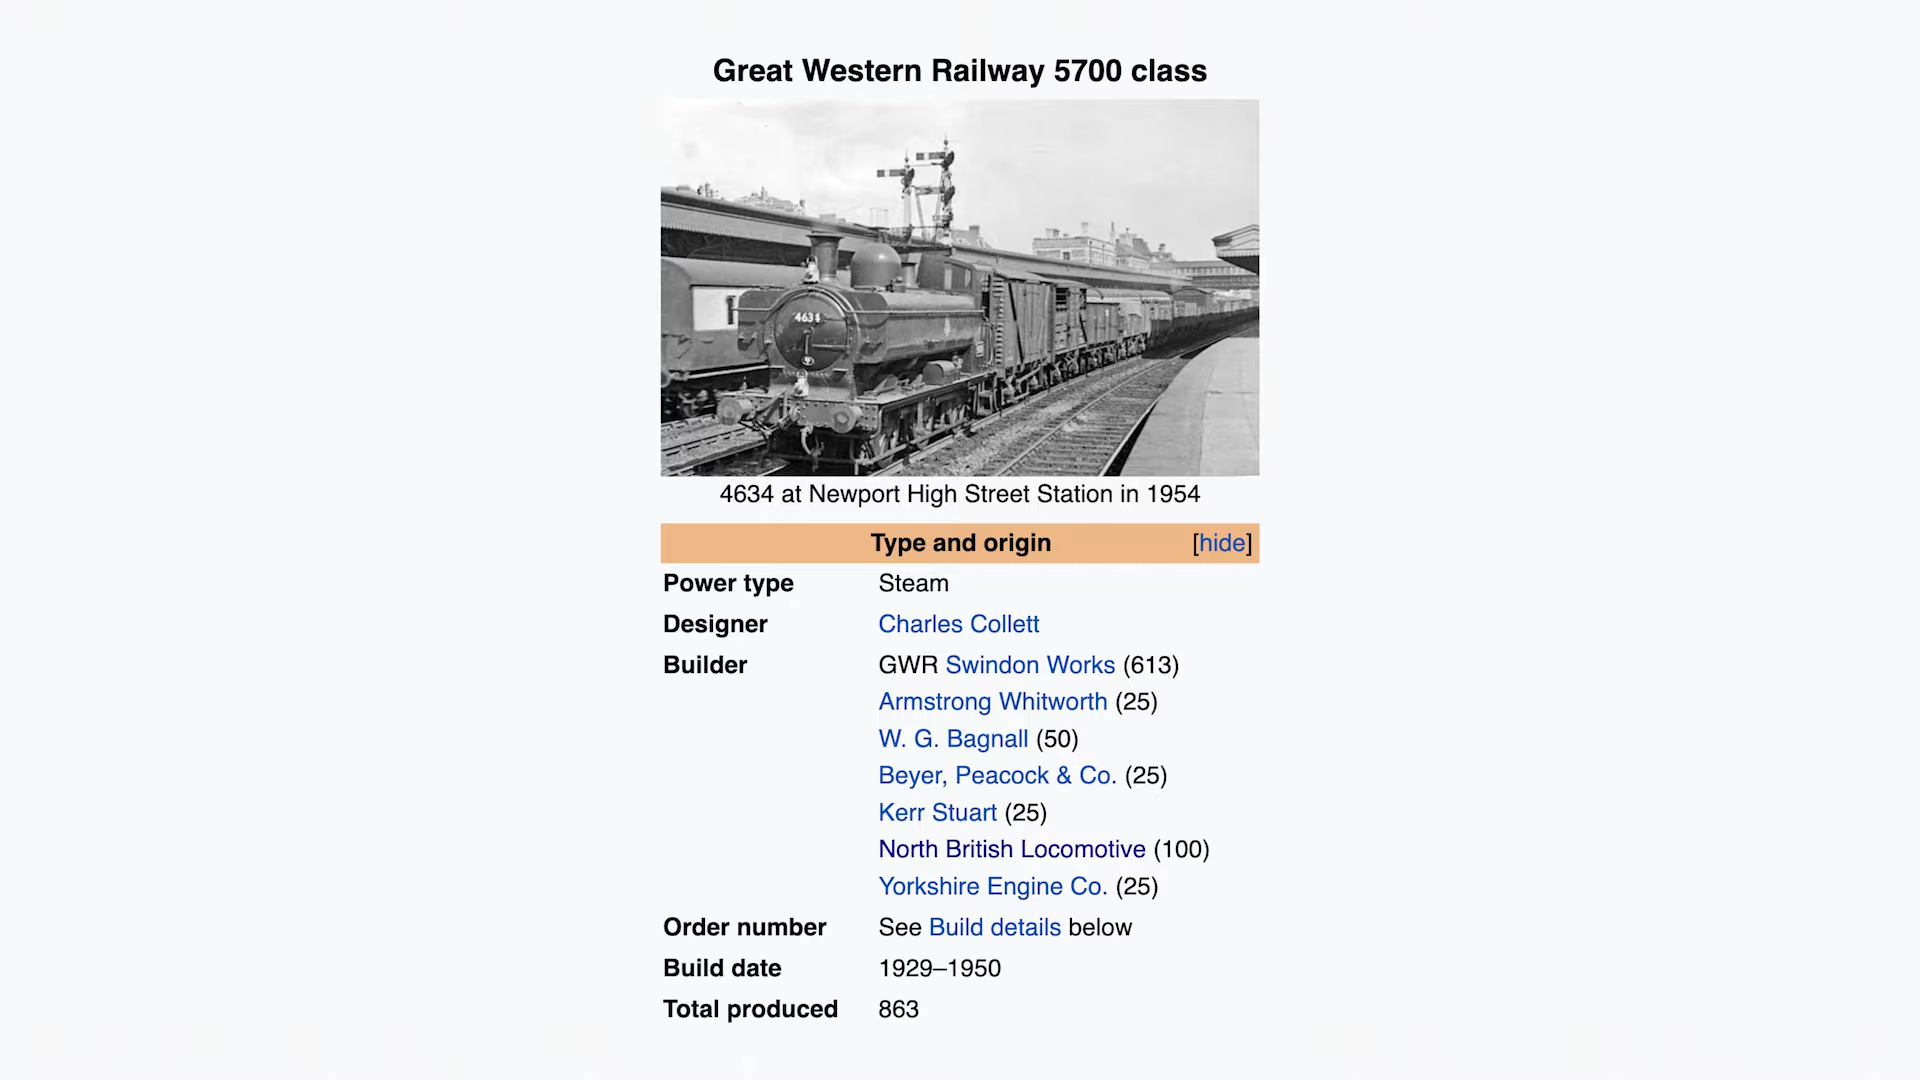 Great Western Railway 5700 class
4634
4634 at Newport High Street Station in 1954
Type and origin [hide]
Power type Steam
Designer Charles Collett
Builder GWR Swindon Works (613)
Armstrong Whitworth (25)
W. G. Bagnall (50)
Beyer, Peacock & Co. (25)
Kerr Stuart (25)
North British Locomotive (100)
Yorkshire Engine Co. (25)
Order number See Build details below
Build date 1929–1950
Total produced 863